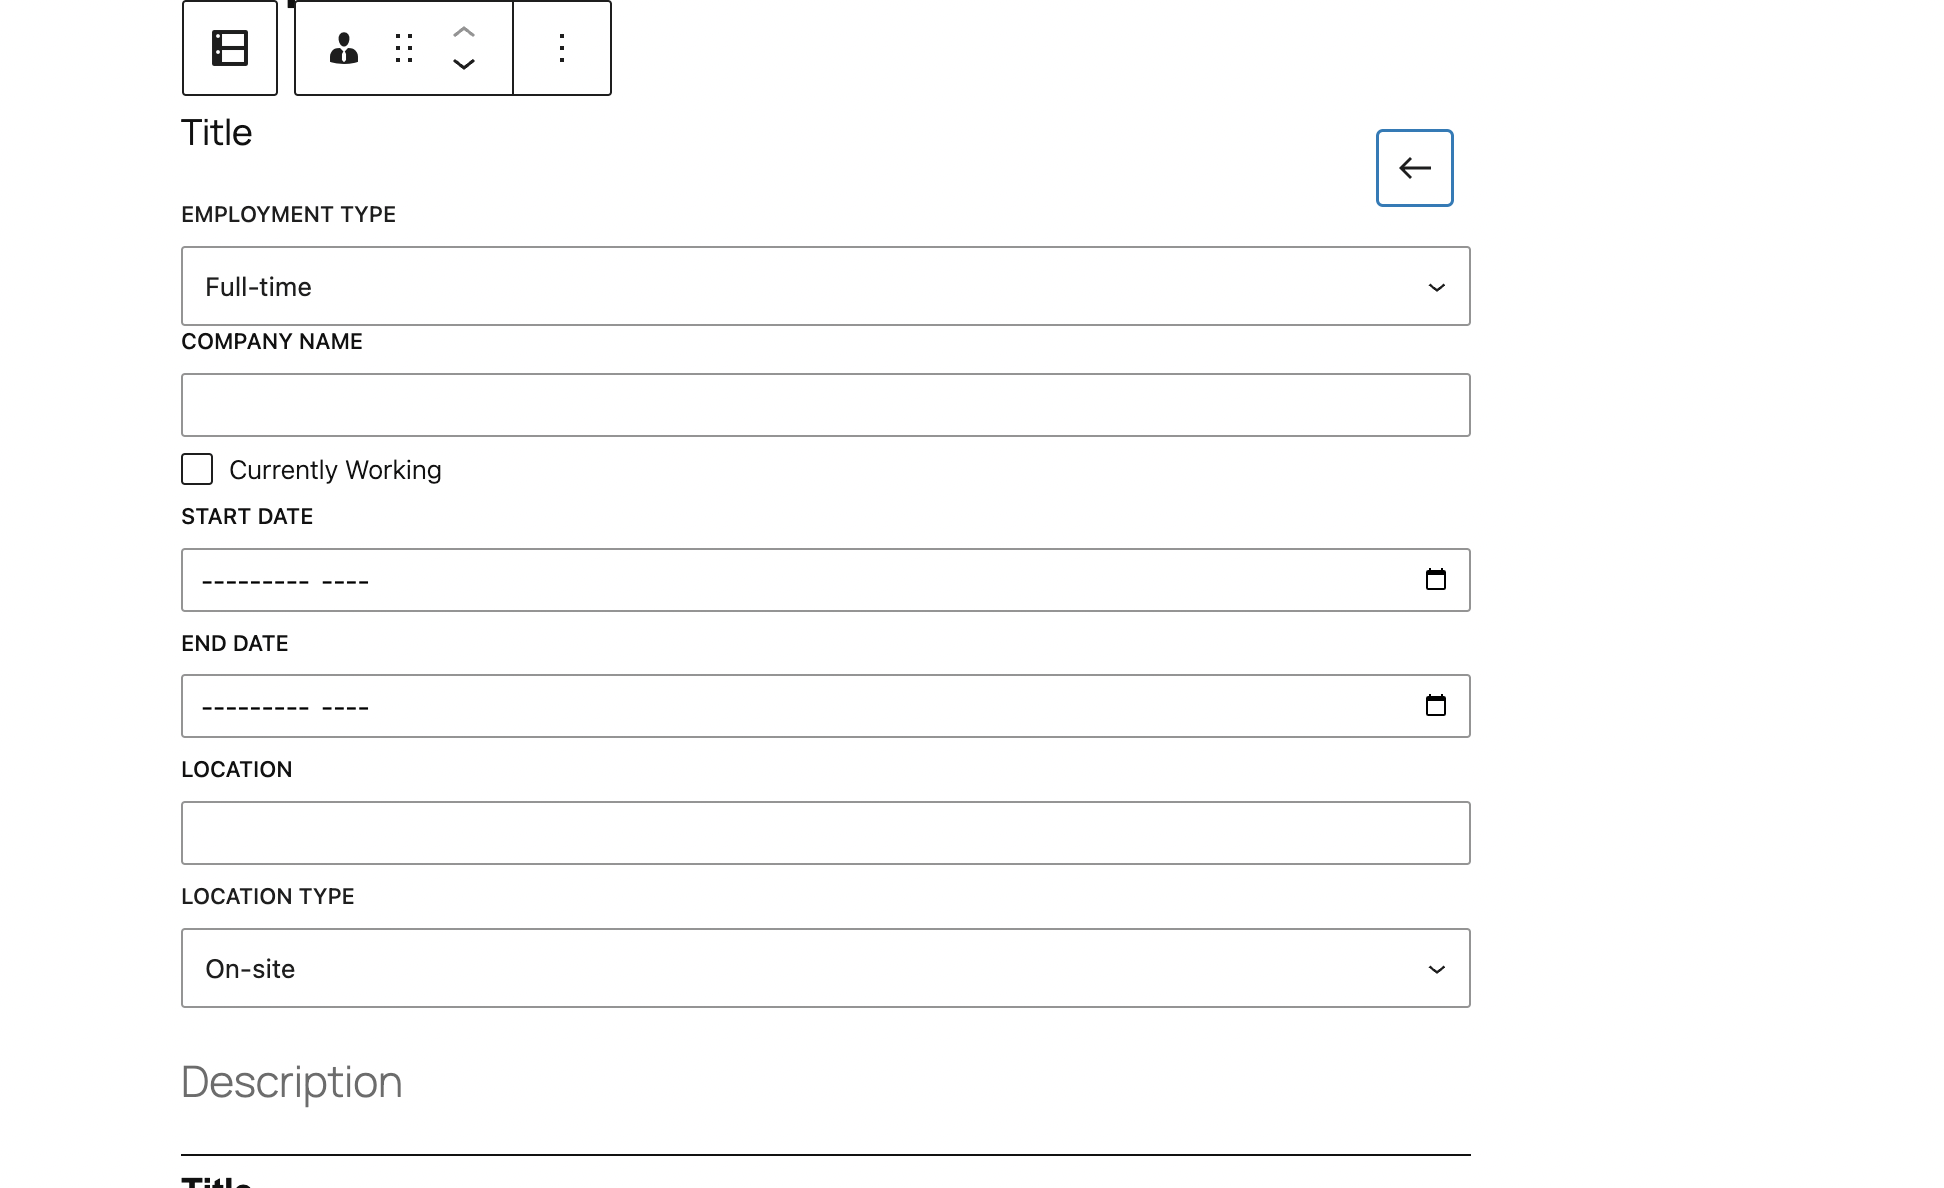 Title
EMPLOYMENT TYPE
Full-time
COMPANY NAME
Currently Working
START DATE
--------- ----
END DATE
--------- ----
LOCATION
LOCATION TYPE
On-site
Description
Title